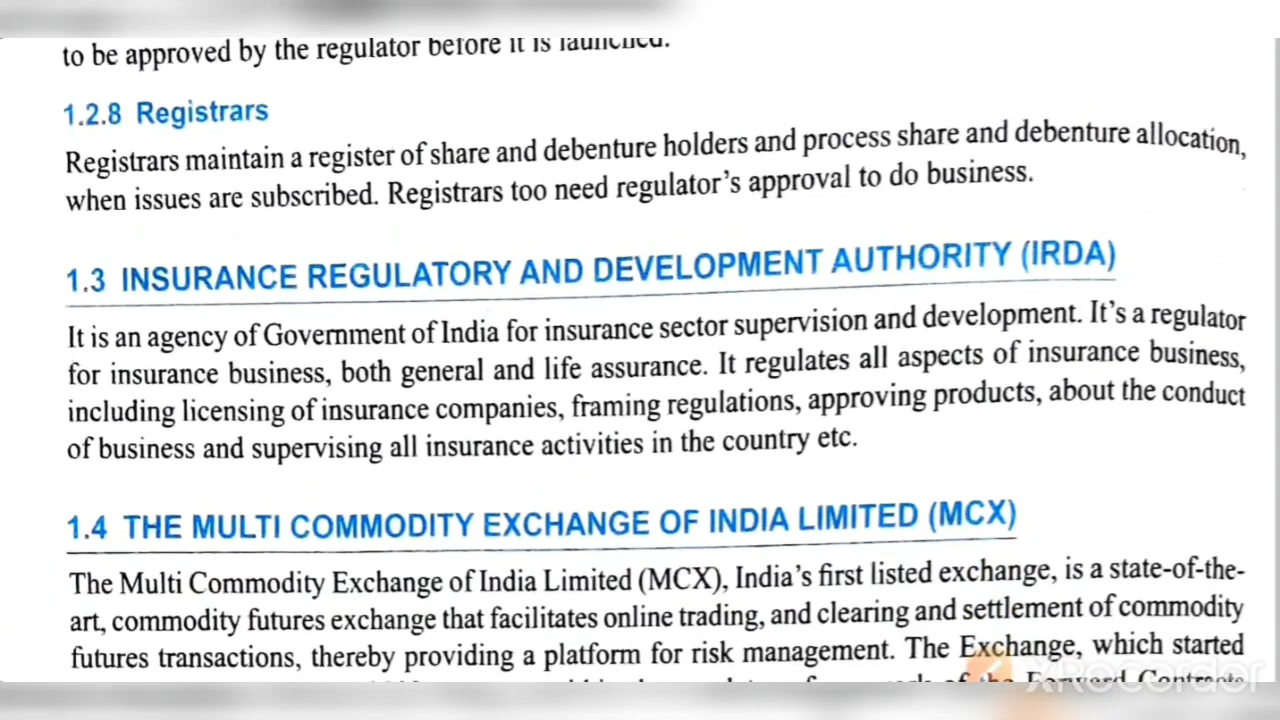 to be approved by the regulator before it is launched.
1.2.8 Registrars
Registrars maintain a register of share and debenture holders and process share and debenture allocation,
when issues are subscribed. Registrars too need regulator's approval to do business.
1.3 INSURANCE REGULATORY AND DEVELOPMENT AUTHORITY (IRDA)
It is an agency of Government of India for insurance sector supervision and development. It's a regulator
for insurance business, both general and life assurance. It regulates all aspects of insurance business,
including licensing of insurance companies, framing regulations, approving products, about the conduct
of business and supervising all insurance activities in the country etc.
1.4 THE MULTI COMMODITY EXCHANGE OF INDIA LIMITED (MCX)
The Multi Commodity Exchange of India Limited (MCX), India's first listed exchange, is a state-of-the-
art, commodity futures exchange that facilitates online trading, and clearing and settlement of commodity
futures transactions, thereby providing a platform for risk management. The Exchange, which started
of the Forward Contracts
XRecorder